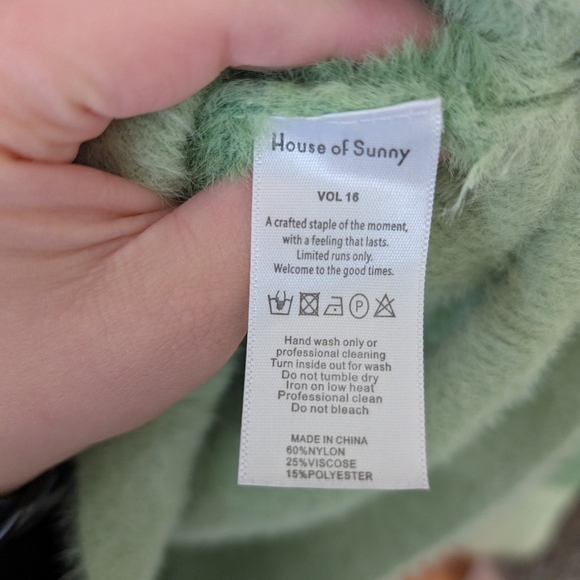 House of Sunny
VOL 16
A crafted staple of the moment,
with a feeling that lasts.
Limited runs only.
Welcome to the good times.
P
Hand wash only or
professional cleaning
Turn inside out for wash
Do not tumble dry
Iron on low heat
Professional clean
Do not bleach
MADE IN CHINA
60%NYLON
25%VISCOSE
15%POLYESTER